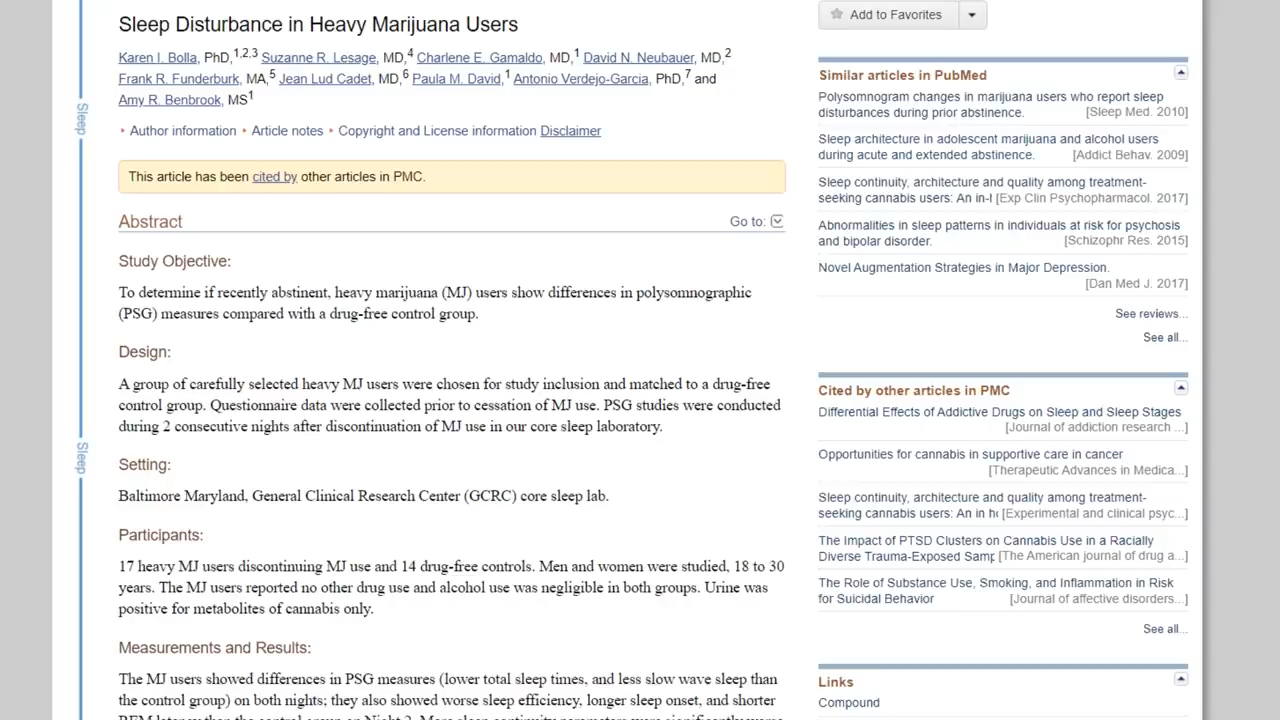 Sleep Disturbance in Heavy Marijuana Users
Karen I. Bolla, PhD,1,2,3 Suzanne R. Lesage, MD,4 Charlene E. Gamaldo, MD,1 David N. Neubauer, MD,2
Frank R. Funderburk, MA,5 Jean Lud Cadet, MD,6 Paula M. David,1 Antonio Verdejo-Garcia, PhD,7 and
Amy R. Benbrook, MS1
Author information Article notes Copyright and License information Disclaimer
This article has been cited by other articles in PMC.
Abstract
Go to:
Study Objective:
To determine if recently abstinent, heavy marijuana (MJ) users show differences in polysomnographic
(PSG) measures compared with a drug-free control group.
Design:
A group of carefully selected heavy MJ users were chosen for study inclusion and matched to a drug-free
control group. Questionnaire data were collected prior to cessation of MJ use. PSG studies were conducted
during 2 consecutive nights after discontinuation of MJ use in our core sleep laboratory.
Setting:
Baltimore Maryland, General Clinical Research Center (GCRC) core sleep lab.
Participants:
17 heavy MJ users discontinuing MJ use and 14 drug-free controls. Men and women were studied, 18 to 30
years. The MJ users reported no other drug use and alcohol use was negligible in both groups. Urine was
positive for metabolites of cannabis only.
Measurements and Results:
The MJ users showed differences in PSG measures (lower total sleep times, and less slow wave sleep than
the control group) on both nights; they also showed worse sleep efficiency, longer sleep onset, and shorter
Sleep
Sleep
Add to Favorites
Similar articles in PubMed
Polysomnogram changes in marijuana users who report sleep
disturbances during prior abstinence. [Sleep Med. 2010]
Sleep architecture in adolescent marijuana and alcohol users
during acute and extended abstinence. [Addict Behav. 2009]
Sleep continuity, architecture and quality among treatment-
seeking cannabis users: An in-l [Exp Clin Psychopharmacol. 2017]
Abnormalities in sleep patterns in individuals at risk for psychosis
and bipolar disorder. [Schizophr Res. 2015]
Novel Augmentation Strategies in Major Depression.
[Dan Med J. 2017]
See reviews...
See all...
Cited by other articles in PMC
Differential Effects of Addictive Drugs on Sleep and Sleep Stages
[Journal of addiction research ...]
Opportunities for cannabis in supportive care in cancer
[Therapeutic Advances in Medica...]
Sleep continuity, architecture and quality among treatment-
seeking cannabis users: An in h [Experimental and clinical psyc...]
The Impact of PTSD Clusters on Cannabis Use in a Racially
Diverse Trauma-Exposed Samp [The American journal of drug a...]
The Role of Substance Use, Smoking, and Inflammation in Risk
for Suicidal Behavior [Journal of affective disorders...]
See all...
Links
Compound